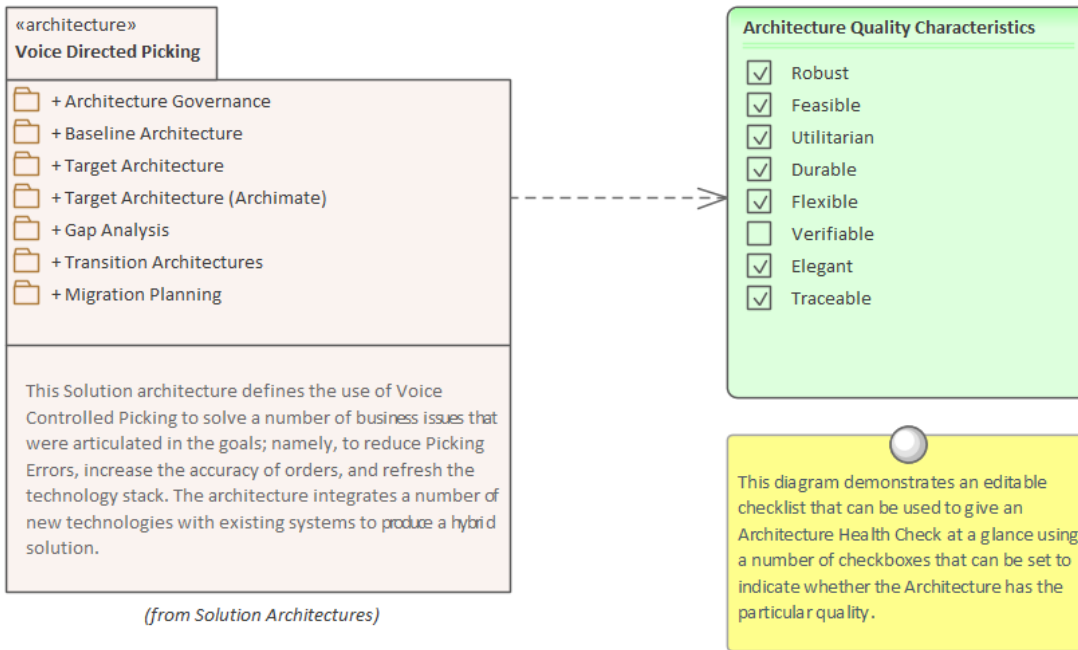 «architecture»
Voice Directed Picking
+ Architecture Governance
+ Baseline Architecture
+ Target Architecture
+ Target Architecture (Archimate)
+ Gap Analysis
+ Transition Architectures
+ Migration Planning
This Solution architecture defines the use of Voice
Controlled Picking to solve a number of business issues that
were articulated in the goals; namely, to reduce Picking
Errors, increase the accuracy of orders, and refresh the
technology stack. The architecture integrates a number of
new technologies with existing systems to produce a hybrid
solution.
(from Solution Architectures)
Architecture Quality Characteristics
Robust
Feasible
Utilitarian
Durable
Flexible
Verifiable
Elegant
Traceable
This diagram demonstrates an editable
checklist that can be used to give an
Architecture Health Check at a glance using
a number of checkboxes that can be set to
indicate whether the Architecture has the
particular quality.